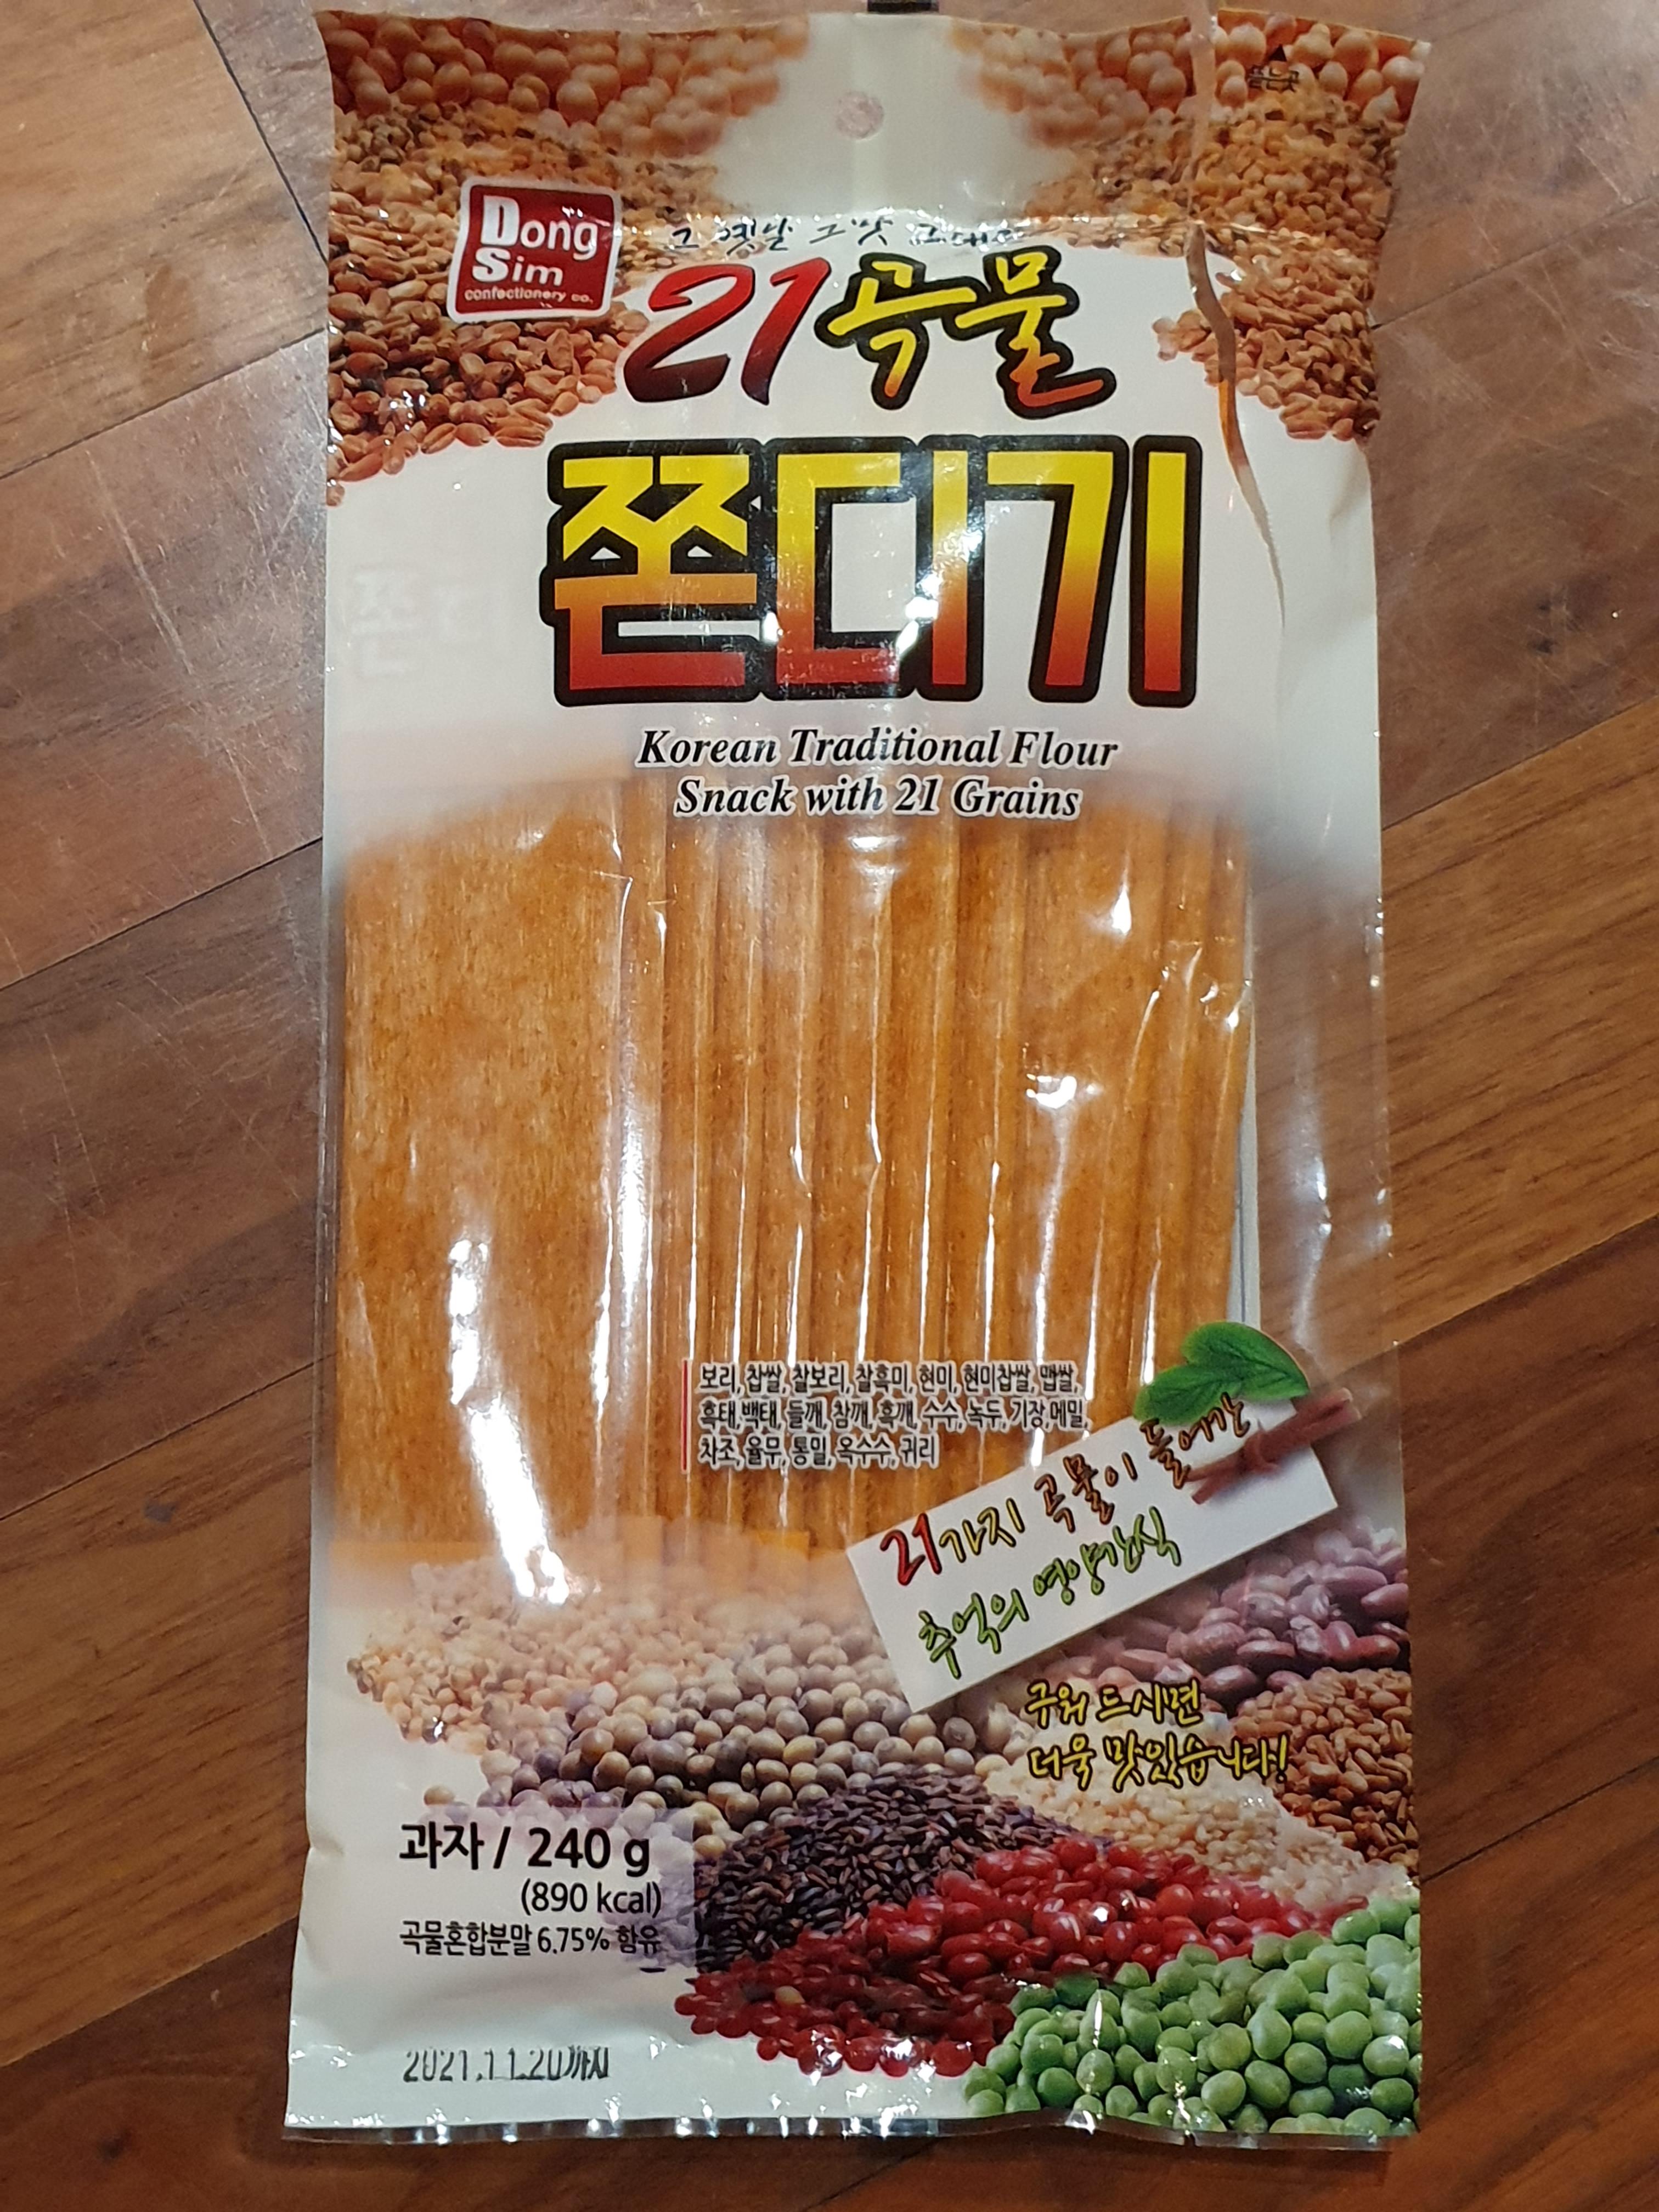 Dong
Sim
confectionery co.
그 옛날 그맛 그대로
21곡물
쫀디기
Korean Traditional Flour
Snack with 21 Grains
보리, 찹쌀, 찰보리, 찰흑미, 현미, 현미찹쌀, 맵쌀,
흑태, 백태, 들깨, 참깨, 흑깨, 수수, 녹두, 기장, 메밀,
차조, 율무, 통밀, 옥수수, 귀리
21가지 곡물이 들어간
추억의 영양간식
구워 드시면
더욱 맛있습니다!
과자 / 240 g
(890 kcal)
곡물혼합분말 6.75% 함유
2021.11.20까지